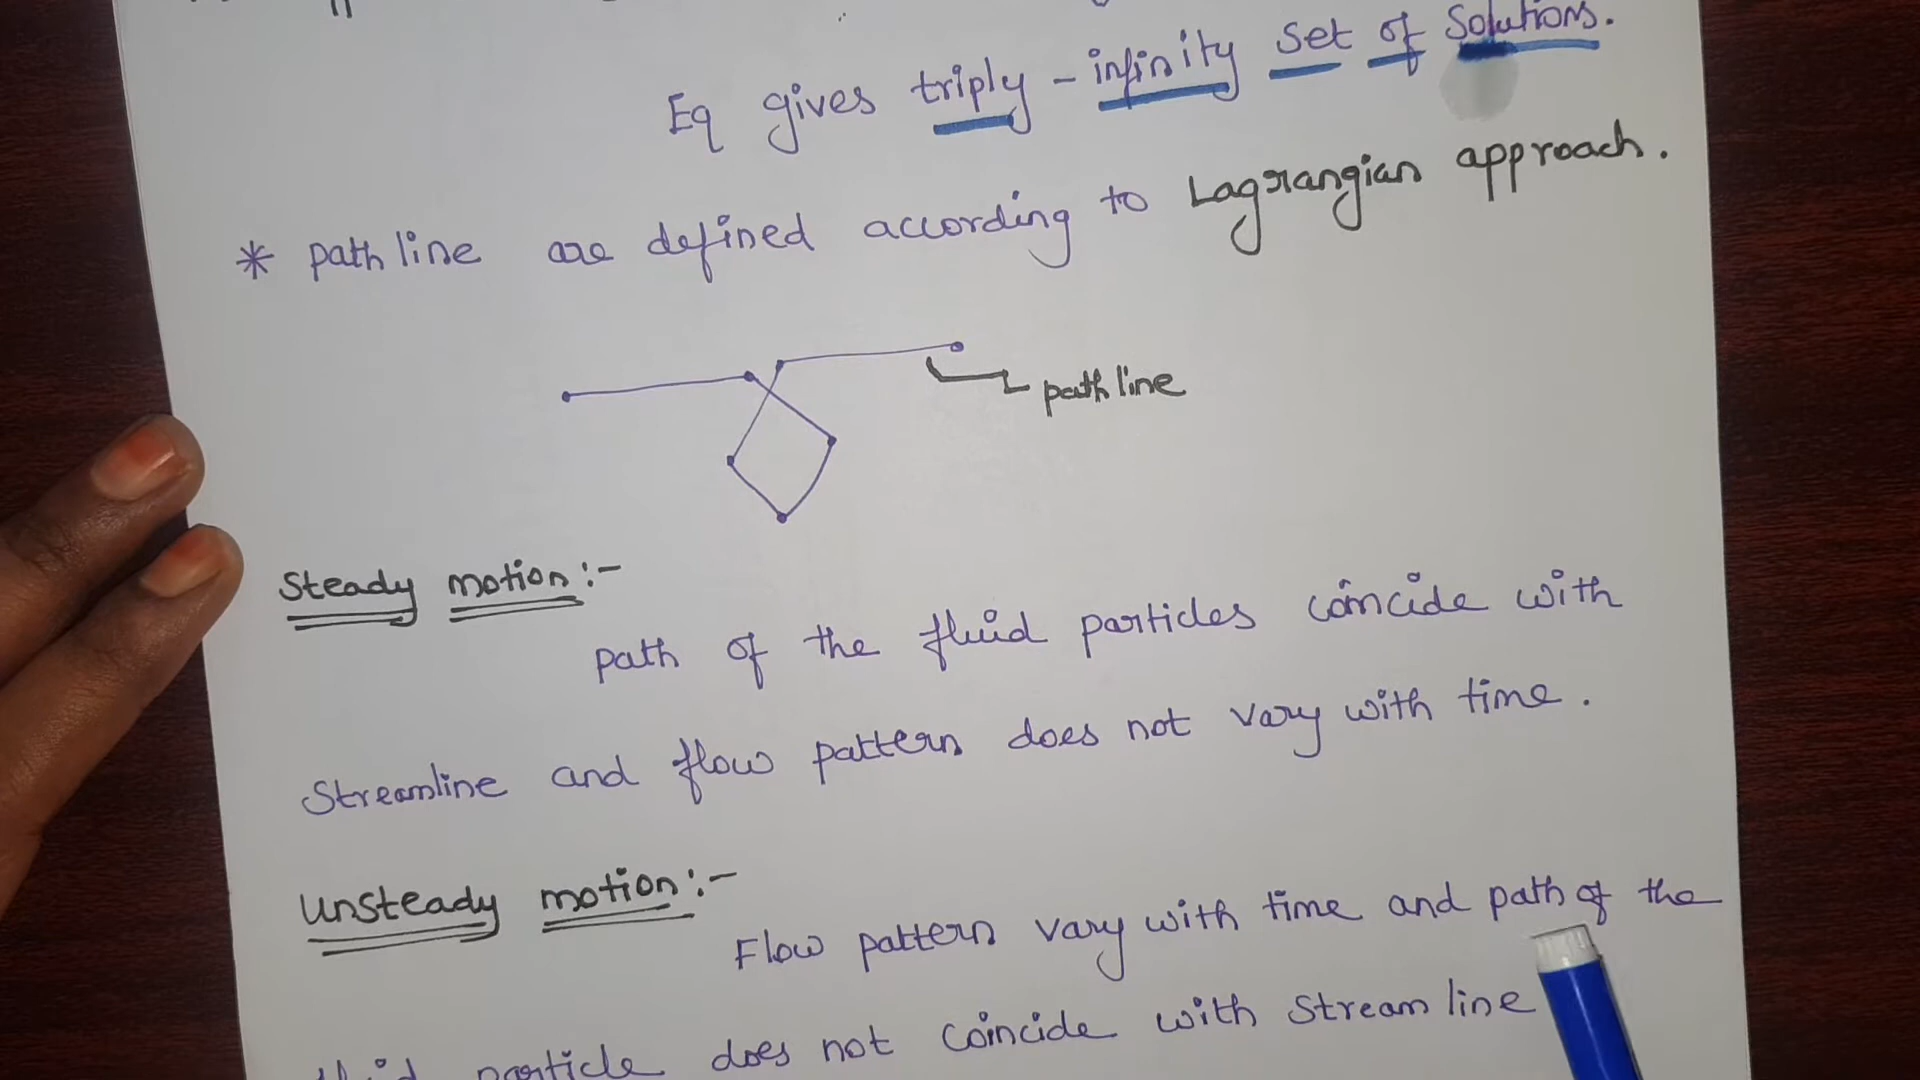 Eq gives triply - infinity set of solutions.
* path line are defined according to Lagrangian approach.
path line
Steady motion :-
path of the fluid particles coincide with
Streamline and flow pattern does not vary with time.
Unsteady motion :-
Flow pattern vary with time and path of the
fluid particle does not coincide with stream line